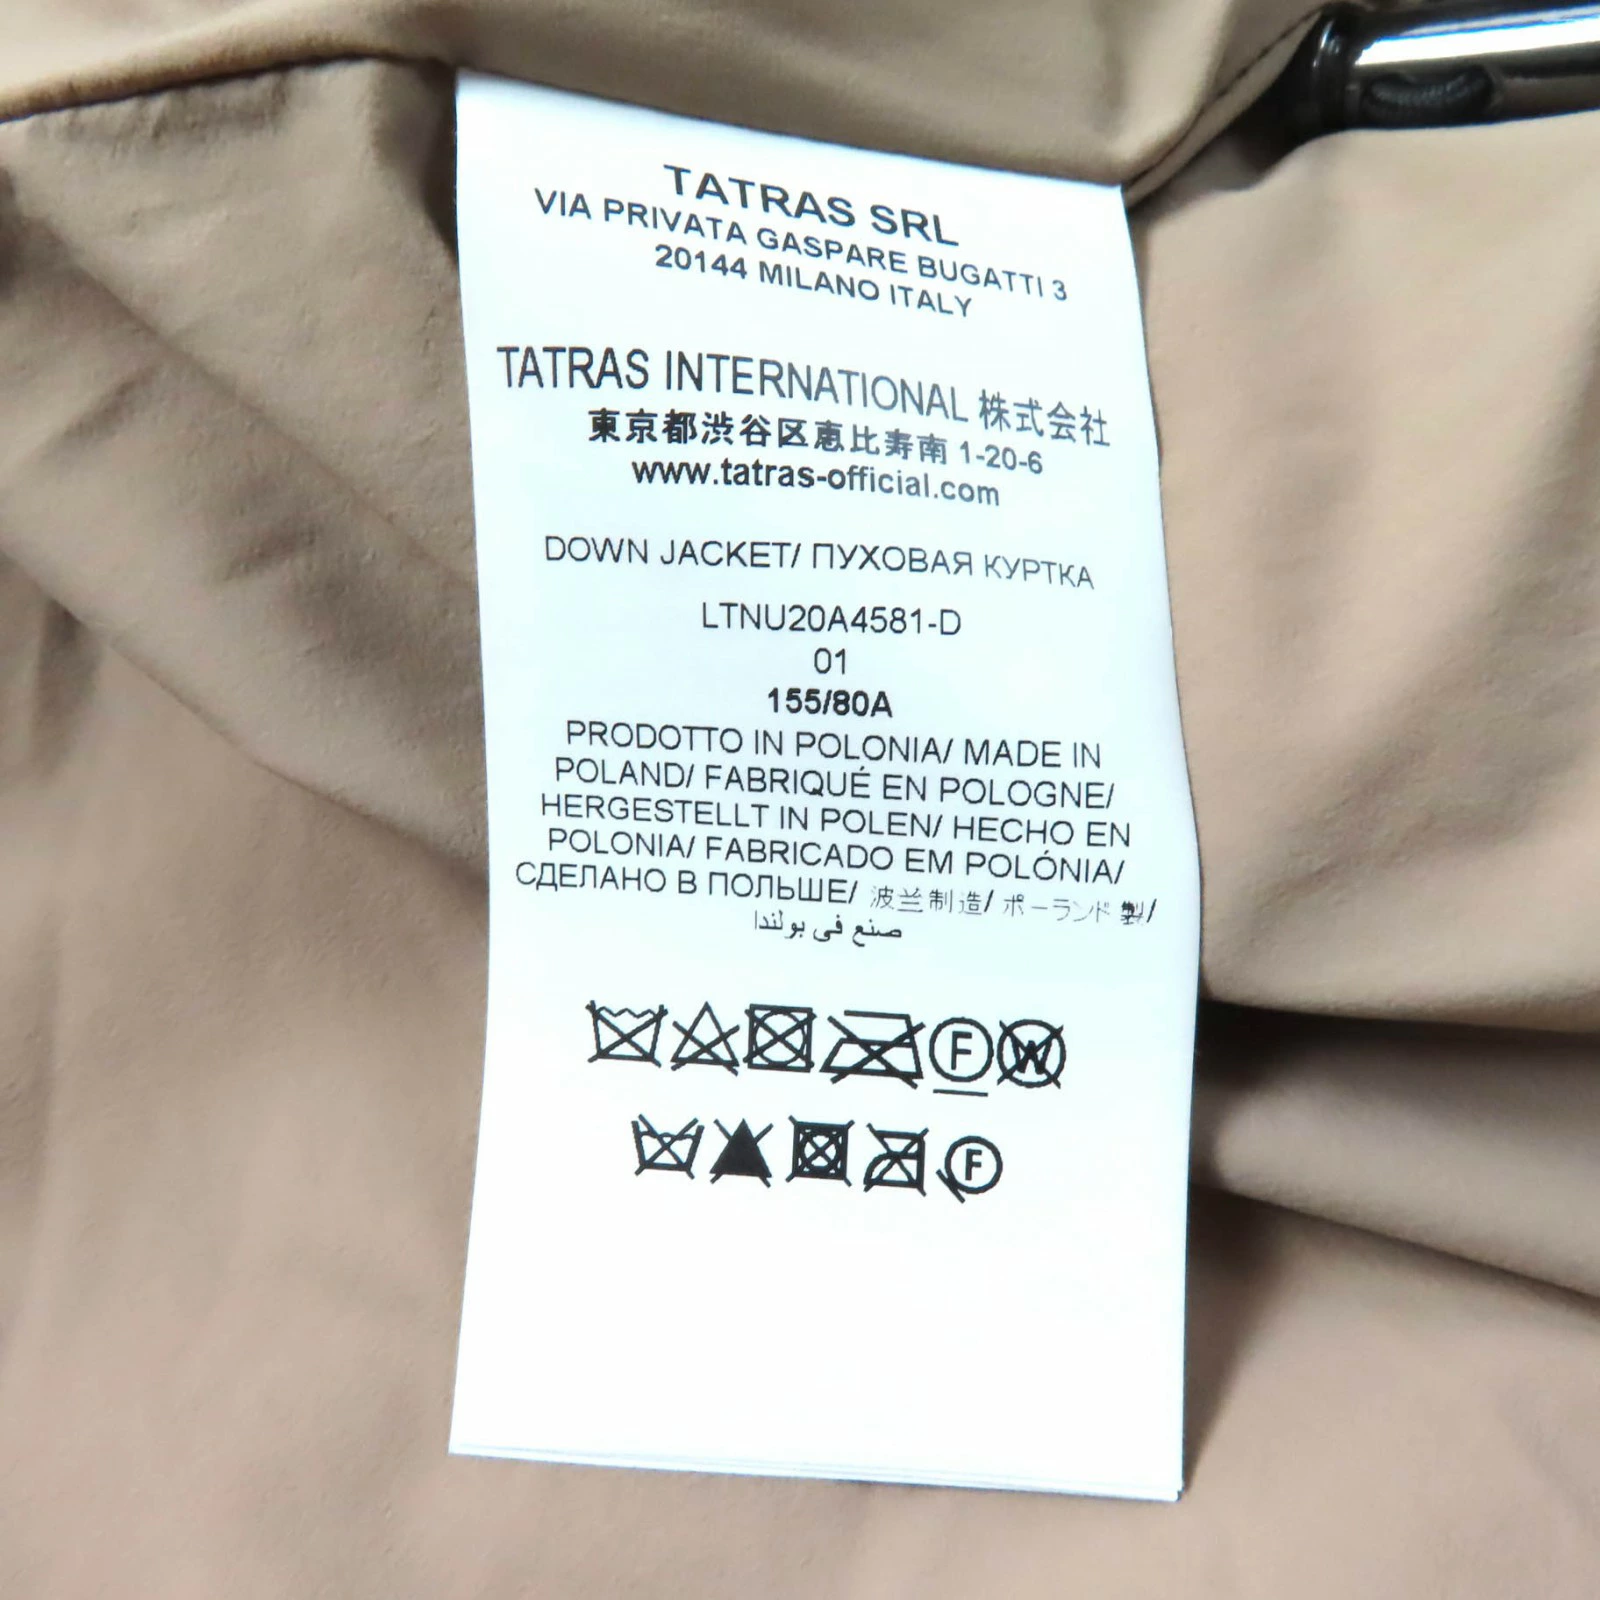 TATRAS SRL
VIA PRIVATA GASPARE BUGATTI 3
20144 MILANO ITALY
TATRAS INTERNATIONAL 株式会社
東京都渋谷区恵比寿南 1-20-6
www.tatras-official.com
DOWN JACKET/ ПУХОВАЯ КУРТКА
LTNU20A4581-D
01
155/80A
PRODOTTO IN POLONIA/ MADE IN
POLAND/ FABRIQUÉ EN POLOGNE/
HERGESTELLT IN POLEN/ HECHO EN
POLONIA/ FABRICADO EM POLÓNIA/
СДЕЛАНО В ПОЛЬШЕ/ 波兰制造/ ポーランド 製/
صنع في بولندا
F W
F